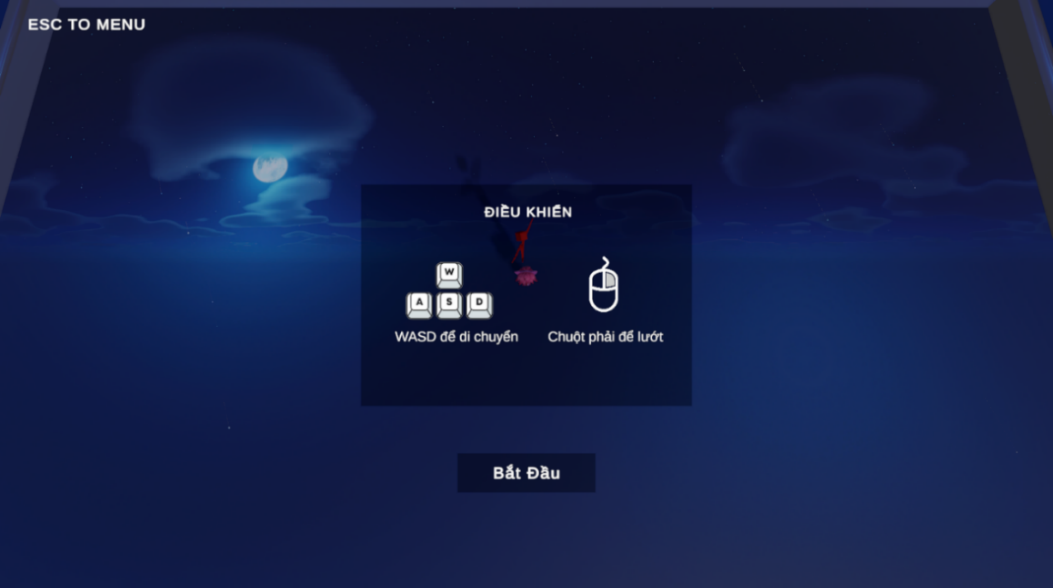 ESC TO MENU
ĐIỀU KHIỂN
W
A S D
WASD để di chuyển
Chuột phải để lướt
Bắt Đầu